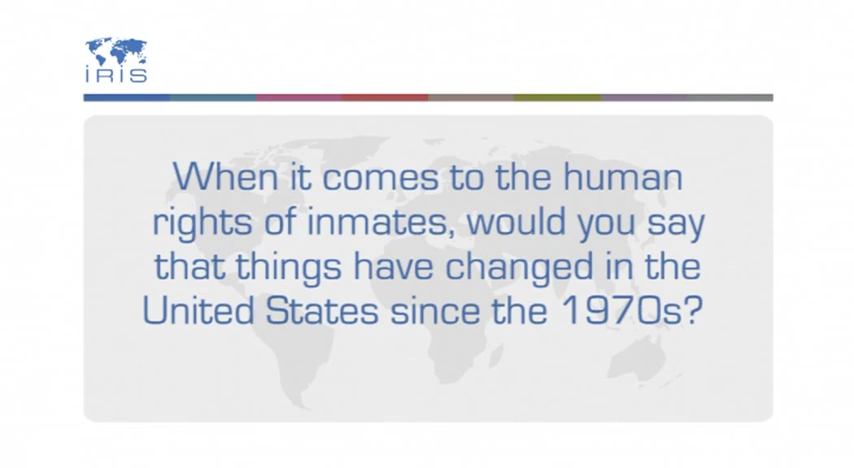 iRiS
When it comes to the human
rights of inmates, would you say
that things have changed in the
United States since the 1970s?